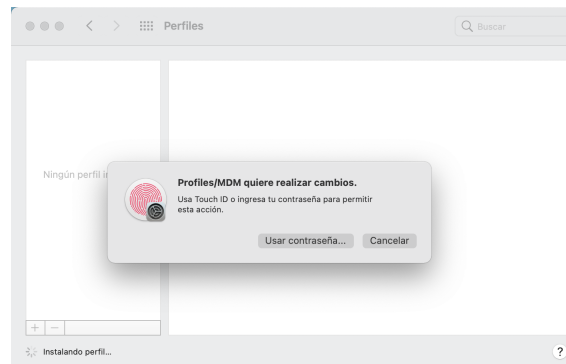 Perfiles
Buscar
Ningún perfil
Profiles/MDM quiere realizar cambios.
Usa Touch ID o ingresa tu contraseña para permitir
esta acción.
Usar contraseña...
Cancelar
+ −
Instalando perfil...
?